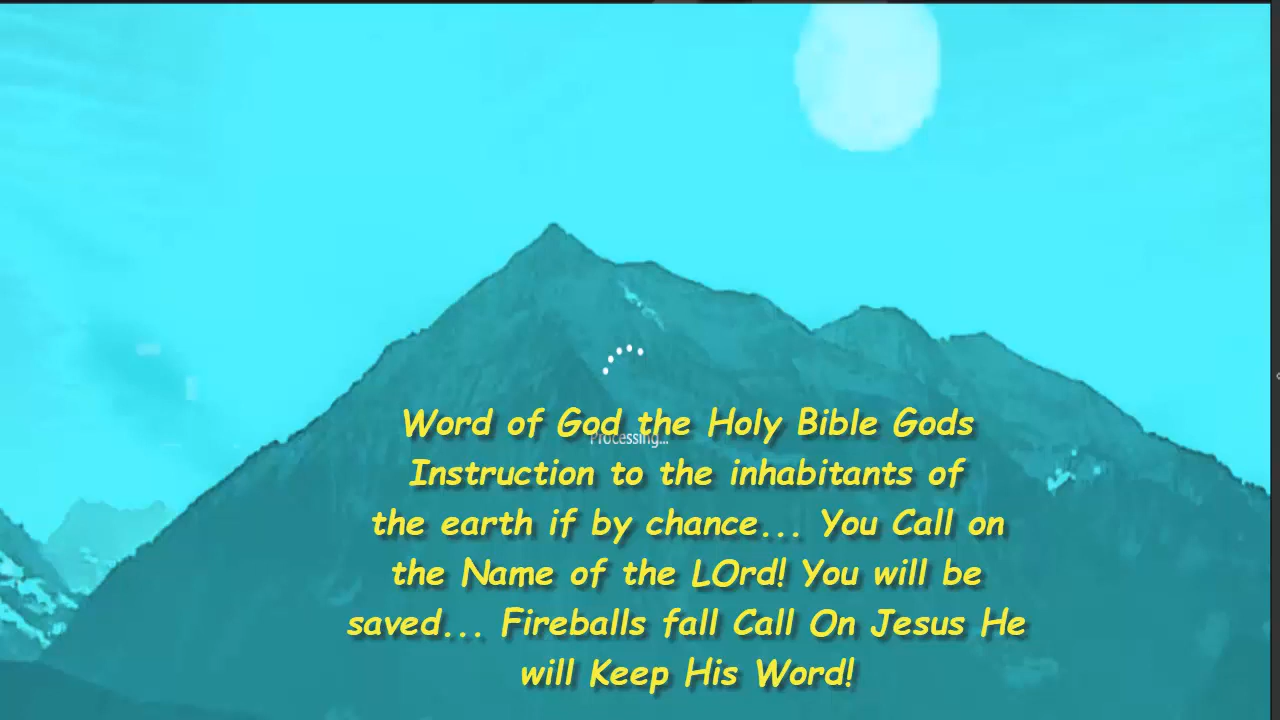 Word of God the Holy Bible Gods
Processing...
Instruction to the inhabitants of
the earth if by chance... You Call on
the Name of the LOrd! You will be
saved... Fireballs fall Call On Jesus He
will Keep His Word!